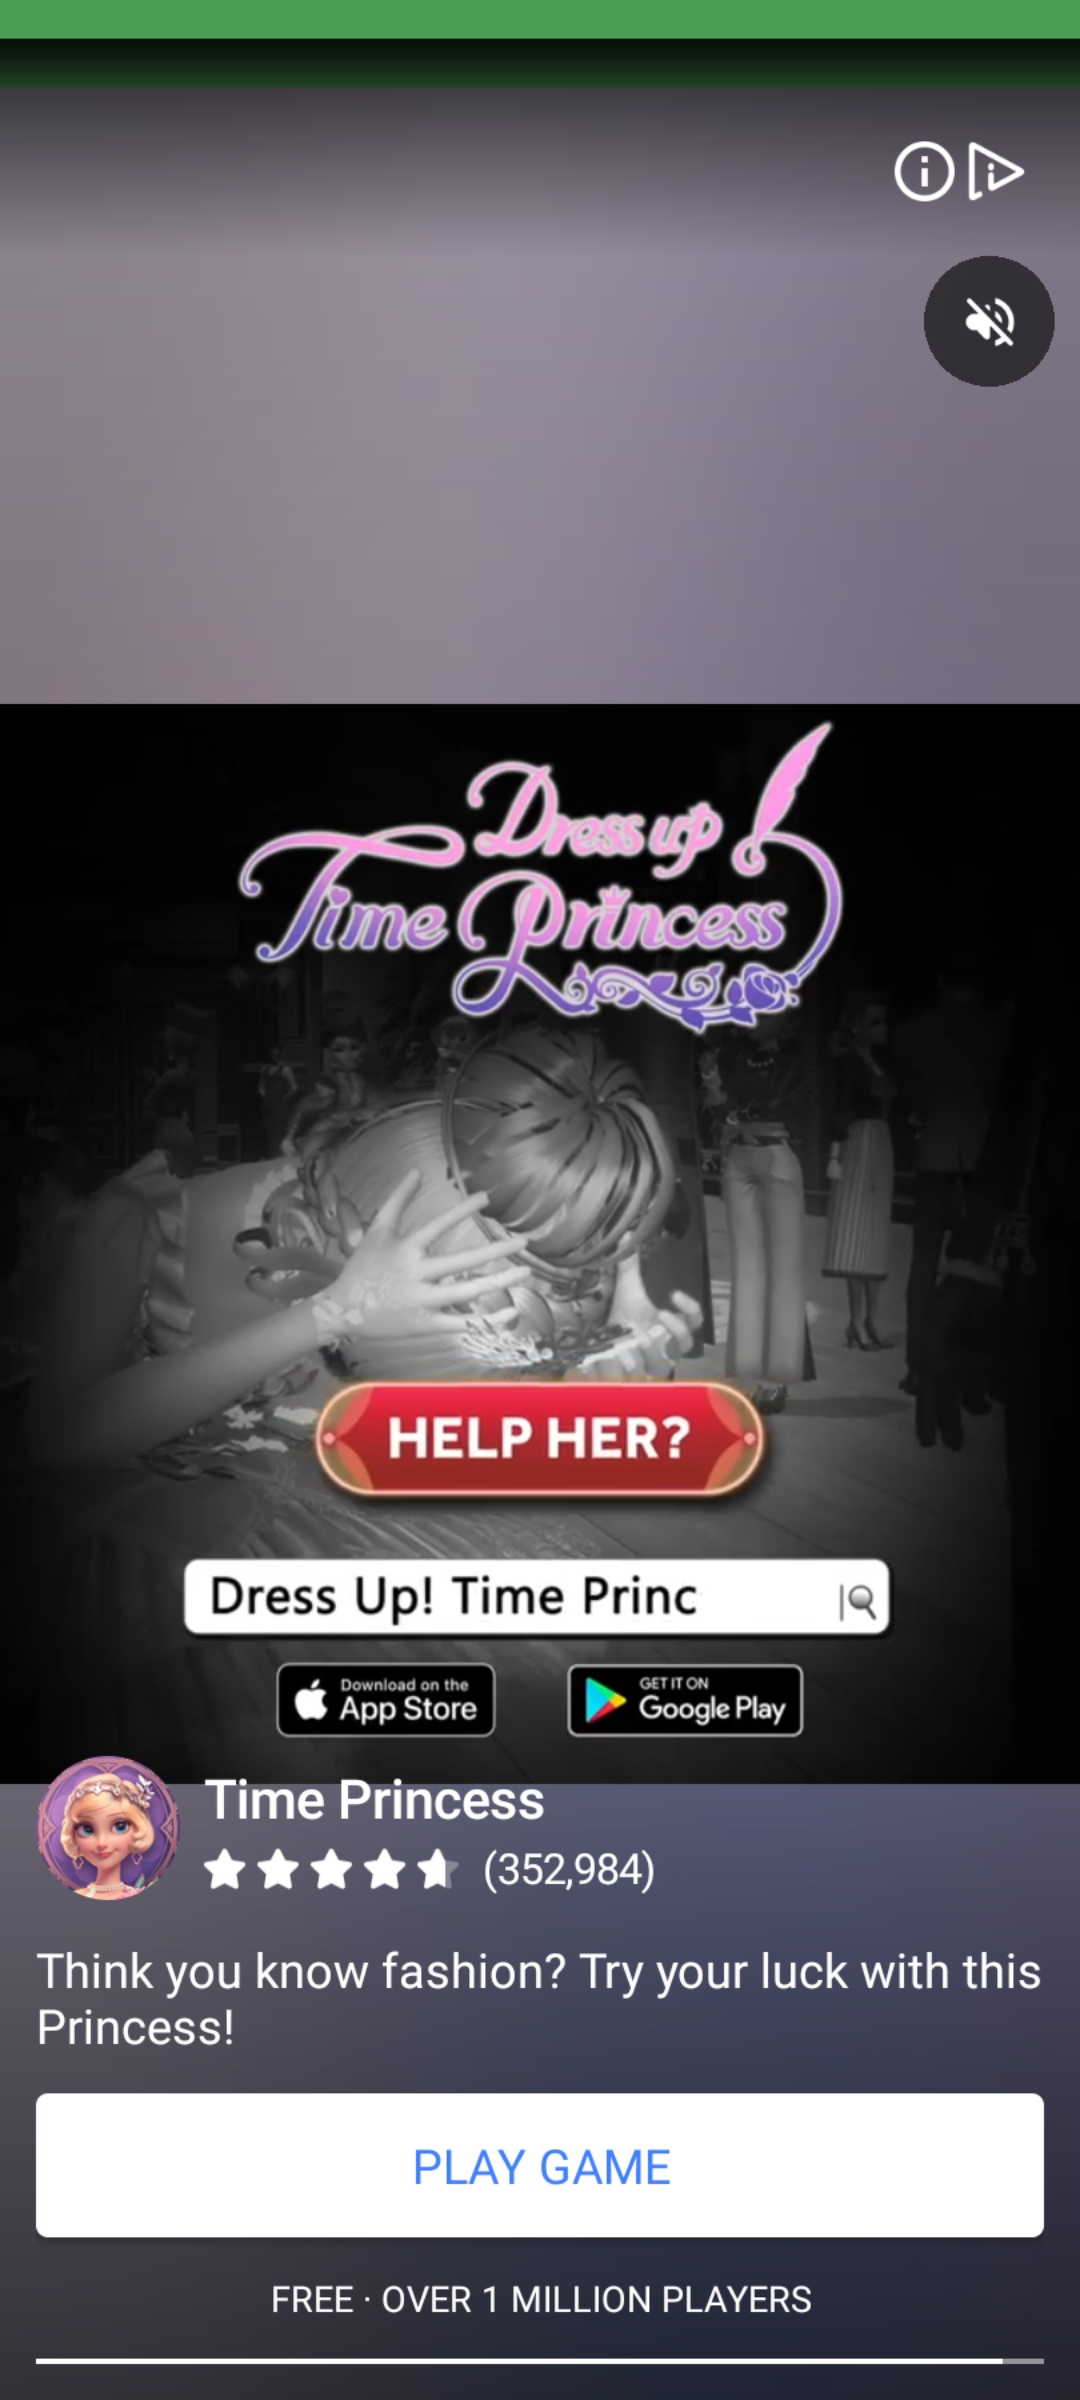 Dress up
Time Princess
HELP HER?
Dress Up! Time Princ
Download on the
App Store
GET IT ON
Google Play
Time Princess
(352,984)
Think you know fashion? Try your luck with this
Princess!
PLAY GAME
FREE · OVER 1 MILLION PLAYERS